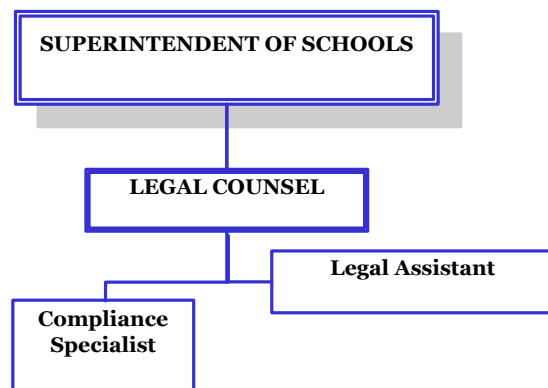 SUPERINTENDENT OF SCHOOLS
LEGAL COUNSEL
Legal Assistant
Compliance
Specialist